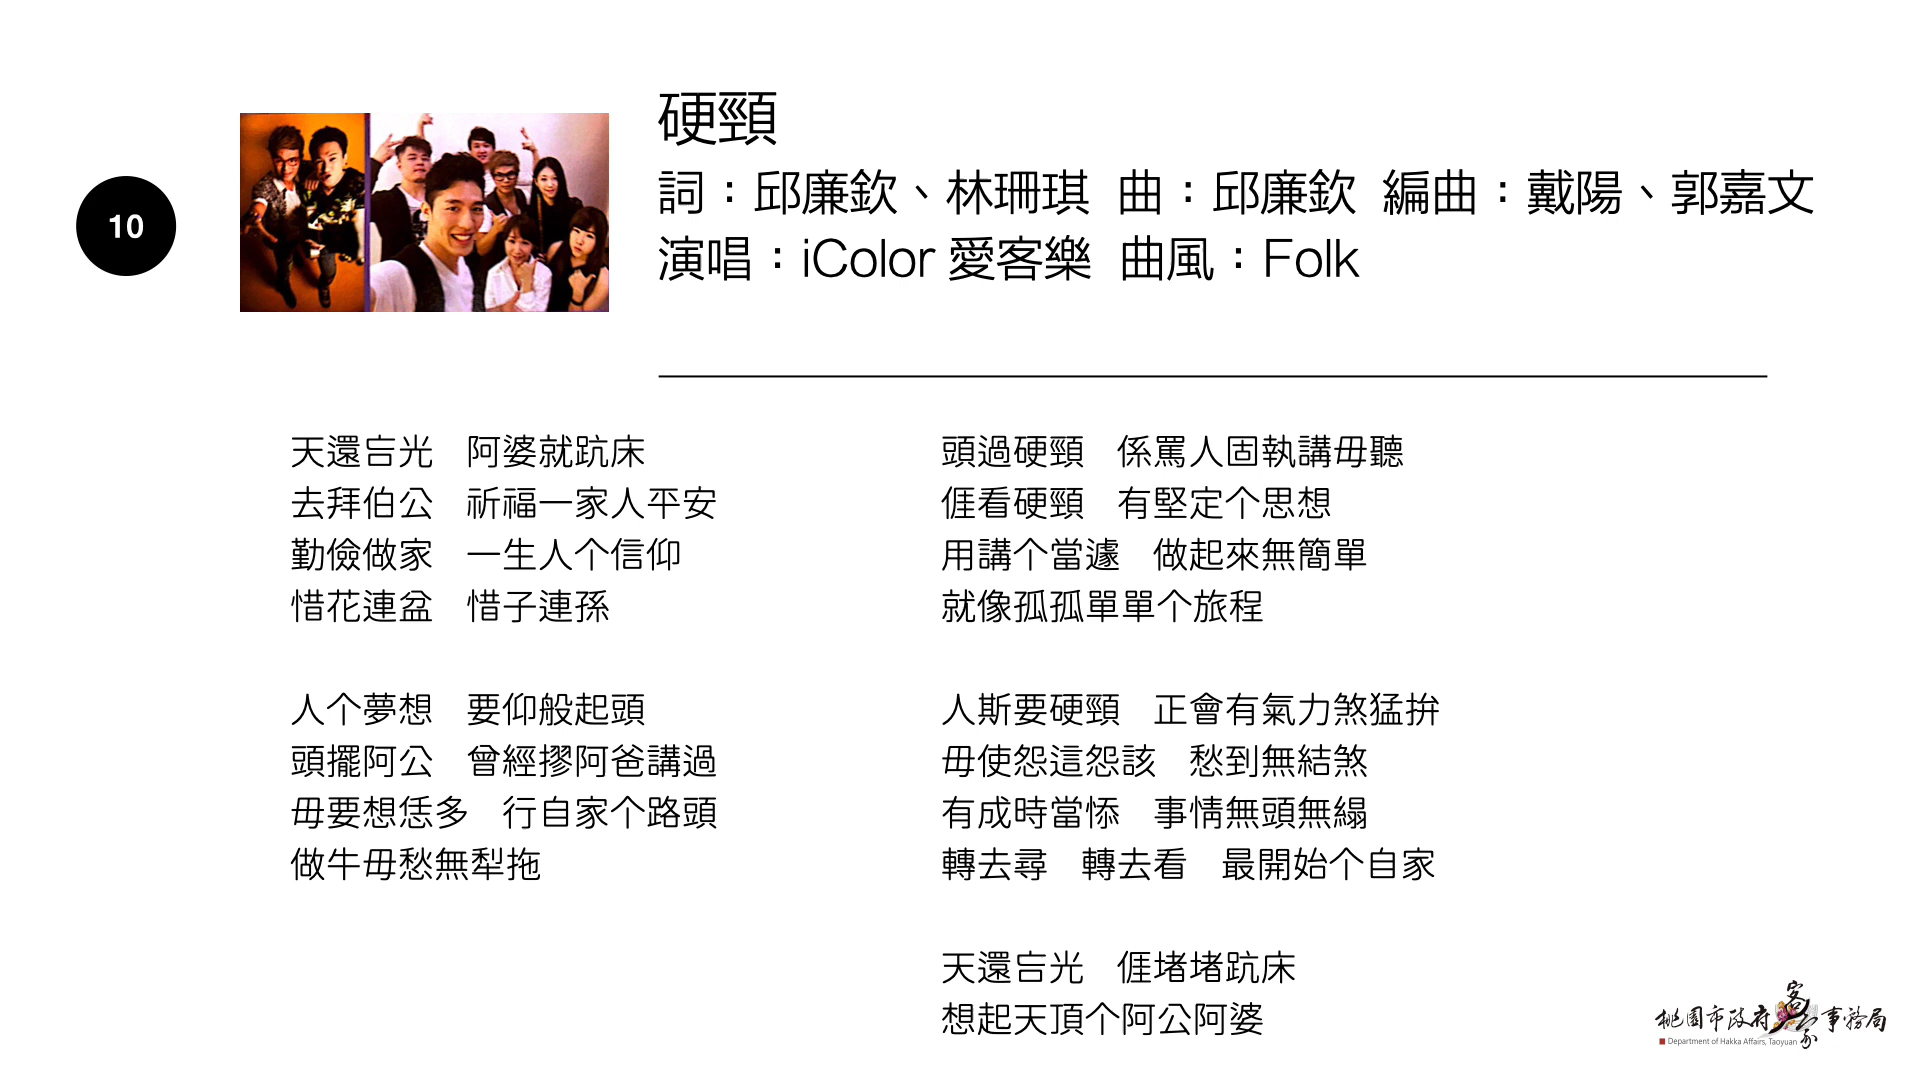 10
硬頸
詞：邱廉欽、林珊琪 曲：邱廉欽 編曲：戴陽、郭嘉文
演唱：iColor 愛客樂 曲風：Folk
天還吂光 阿婆就䟘床
去拜伯公 祈福一家人平安
勤儉做家 一生人个信仰
惜花連盆 惜子連孫
人个夢想 要仰般起頭
頭擺阿公 曾經摎阿爸講過
毋要想恁多 行自家个路頭
做牛毋愁無犁拖
頭過硬頸 係罵人固執講毋聽
𠊎看硬頸 有堅定个思想
用講个當遽 做起來無簡單
就像孤孤單單个旅程
人斯要硬頸 正會有氣力煞猛拚
毋使怨這怨該 愁到無結煞
有成時當悿 事情無頭無緆
轉去尋 轉去看 最開始个自家
天還吂光 𠊎堵堵䟘床
想起天頂个阿公阿婆
桃園市政府客家事務局
Department of Hakka Affairs, Taoyuan